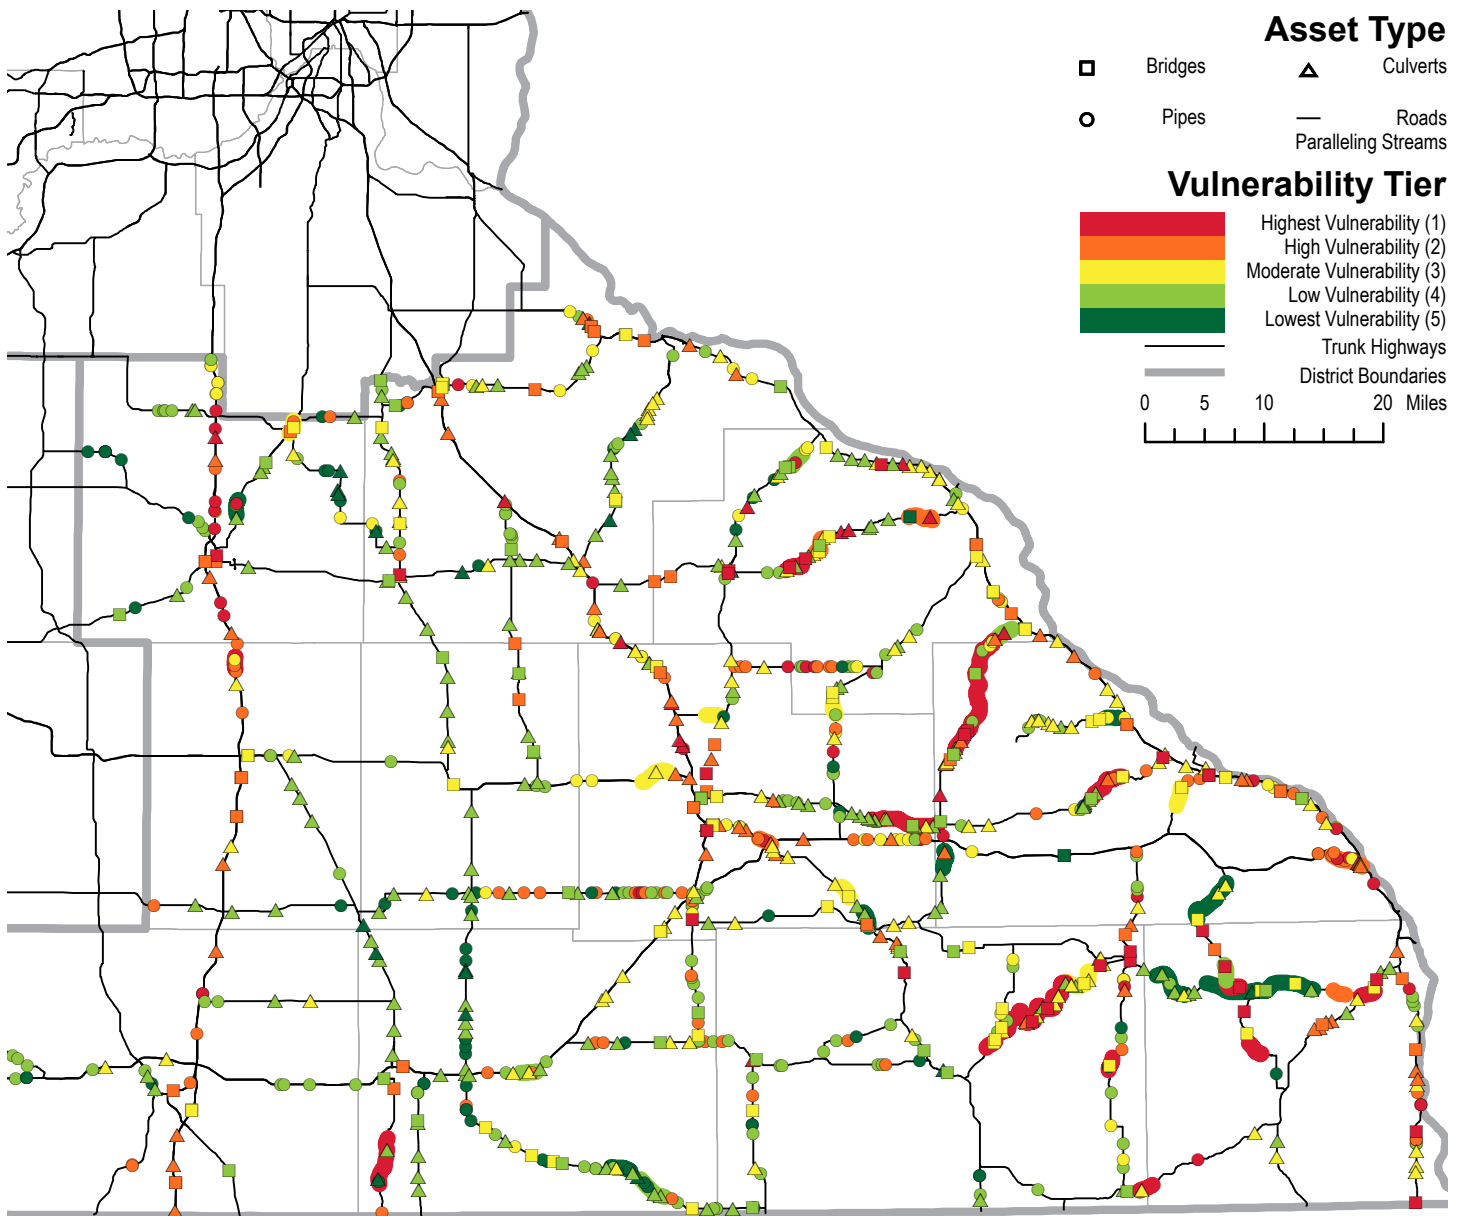 Asset Type
Bridges
Culverts
Pipes
Roads
Paralleling Streams
Vulnerability Tier
Highest Vulnerability (1)
High Vulnerability (2)
Moderate Vulnerability (3)
Low Vulnerability (4)
Lowest Vulnerability (5)
Trunk Highways
District Boundaries
0 5 10 20 Miles